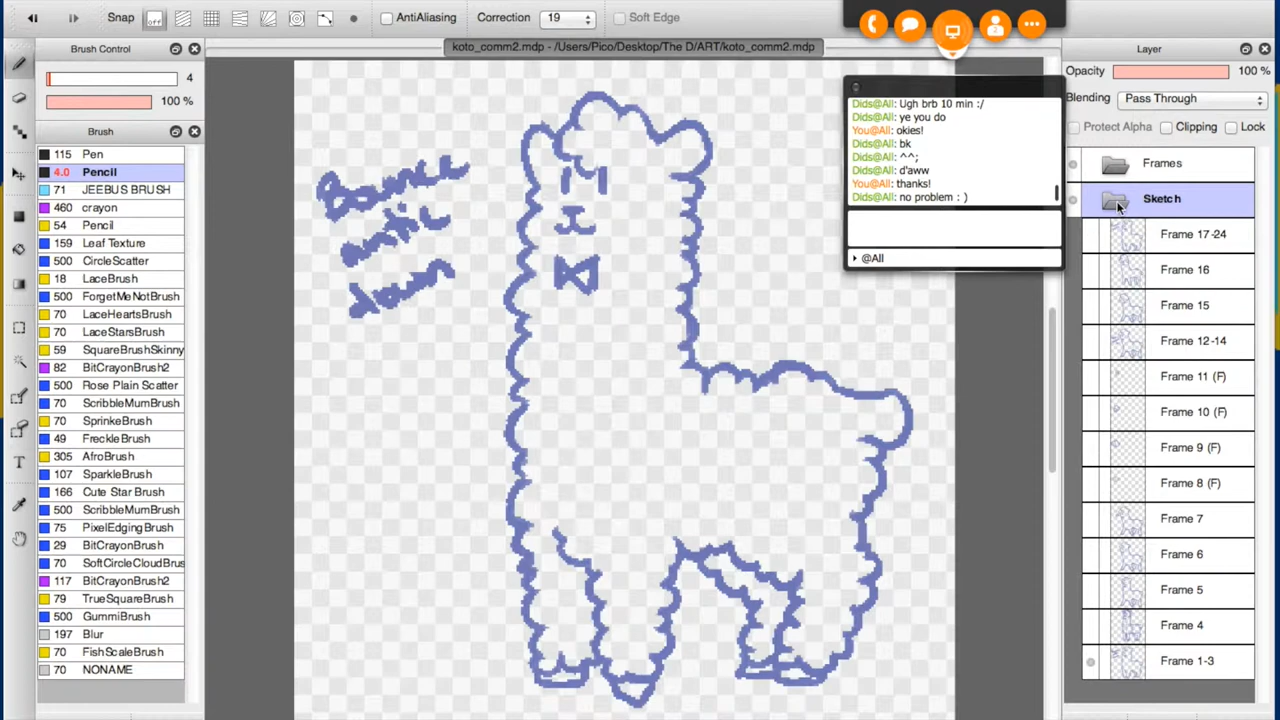 Snap off AntiAliasing Correction 19 Soft Edge
koto_comm2.mdp - /Users/Pico/Desktop/The D/ART/koto_comm2.mdp
Brush Control
4
100 %
Brush
115 Pen
4.0 Pencil
71 JEEBUS BRUSH
460 crayon
54 Pencil
159 Leaf Texture
500 CircleScatter
18 LaceBrush
500 ForgetMeNotBrush
70 LaceHeartsBrush
70 LaceStarsBrush
59 SquareBrushSkinny
82 BitCrayonBrush2
500 Rose Plain Scatter
70 ScribbleMumBrush
70 SprinkeBrush
49 FreckleBrush
305 AfroBrush
107 SparkleBrush
166 Cute Star Brush
500 ScribbleMumBrush
75 PixelEdgingBrush
29 BitCrayonBrush
70 SoftCircleCloudBrus
117 BitCrayonBrush2
79 TrueSquareBrush
500 GummiBrush
197 Blur
70 FishScaleBrush
70 NONAME
T
Bounce
down
Dids@All: Ugh brb 10 min :/
Dids@All: ye you do
You@All: okies!
Dids@All: bk
Dids@All: ^^;
Dids@All: d'aww
You@All: thanks!
Dids@All: no problem : )
@All
Layer
Opacity 100 %
Blending Pass Through
Protect Alpha Clipping Lock
Frames
Sketch
Frame 17-24
Frame 16
Frame 15
Frame 12-14
Frame 11 (F)
Frame 10 (F)
Frame 9 (F)
Frame 8 (F)
Frame 7
Frame 6
Frame 5
Frame 4
Frame 1-3